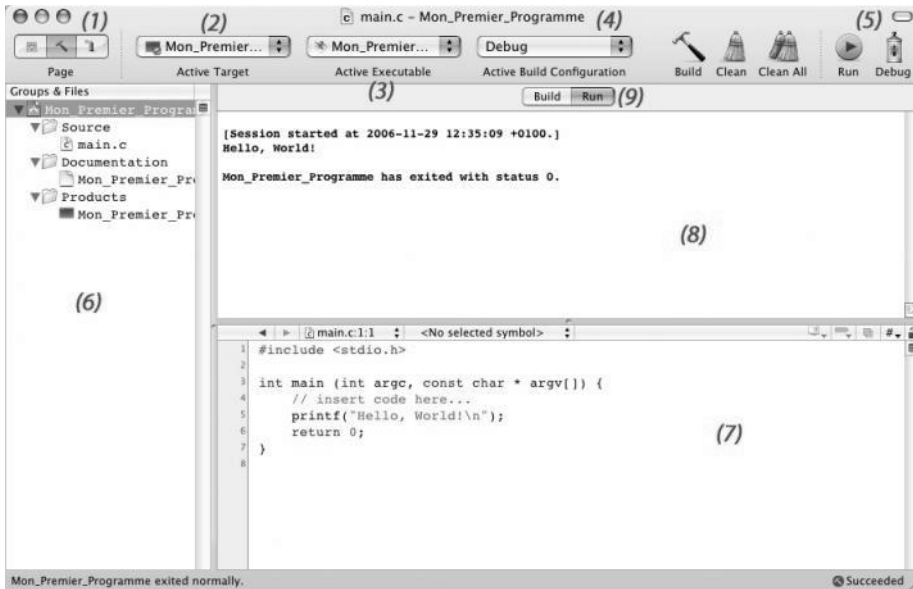 main.c – Mon_Premier_Programme
(1) (2) (4) (5)
Mon_Premier... Mon_Premier... Debug
Page Active Target Active Executable Active Build Configuration Build Clean Clean All Run Debug
(3)
Groups & Files
Build Run (9)
Mon_Premier_Progra
Source
main.c
Documentation
Mon_Premier_Pr
Products
Mon_Premier_Pr
(6)
[Session started at 2006-11-29 12:35:09 +0100.]
Hello, World!
Mon_Premier_Programme has exited with status 0.
(8)
main.c:1:1 <No selected symbol> #
1 #include <stdio.h>
2
3 int main (int argc, const char * argv[]) {
4 // insert code here...
5 printf("Hello, World!\n");
6 return 0;
7 }
8
(7)
Mon_Premier_Programme exited normally. Succeeded